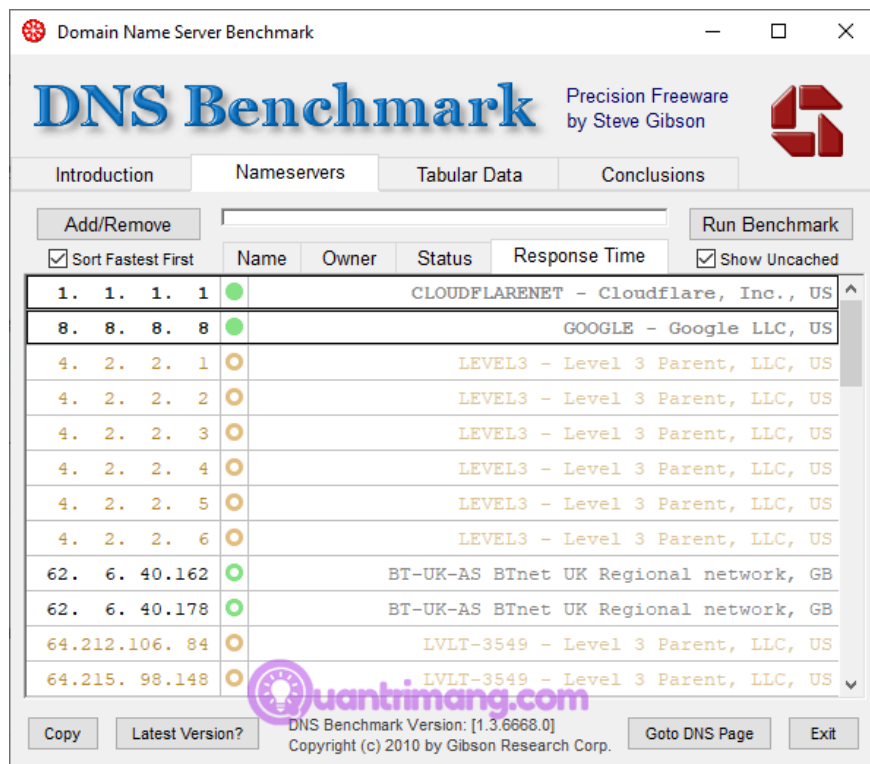 Domain Name Server Benchmark
DNS Benchmark
Precision Freeware
by Steve Gibson
Introduction Nameservers Tabular Data Conclusions
Add/Remove Run Benchmark
Sort Fastest First Name Owner Status Response Time Show Uncached
1. 1. 1. 1 CLOUDFLARENET - Cloudflare, Inc., US
8. 8. 8. 8 GOOGLE - Google LLC, US
4. 2. 2. 1 LEVEL3 - Level 3 Parent, LLC, US
4. 2. 2. 2 LEVEL3 - Level 3 Parent, LLC, US
4. 2. 2. 3 LEVEL3 - Level 3 Parent, LLC, US
4. 2. 2. 4 LEVEL3 - Level 3 Parent, LLC, US
4. 2. 2. 5 LEVEL3 - Level 3 Parent, LLC, US
4. 2. 2. 6 LEVEL3 - Level 3 Parent, LLC, US
62. 6. 40.162 BT-UK-AS BTnet UK Regional network, GB
62. 6. 40.178 BT-UK-AS BTnet UK Regional network, GB
64.212.106. 84 LVLT-3549 - Level 3 Parent, LLC, US
64.215. 98.148 LVLT-3549 - Level 3 Parent, LLC, US
Quantrimang.com
Copy Latest Version? DNS Benchmark Version: [1.3.6668.0] Goto DNS Page Exit
Copyright (c) 2010 by Gibson Research Corp.